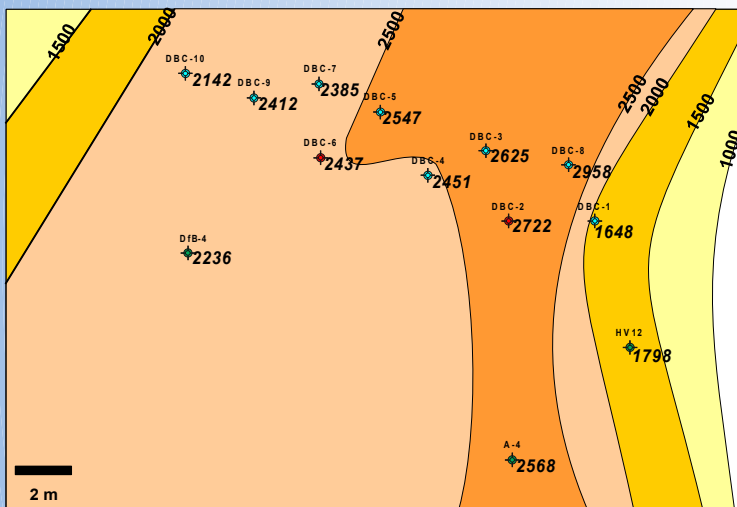 1500
2000
2500
2500
2000
1500
1000
DBC-10
2142
DBC-9
2412
DBC-7
2385
DBC-5
2547
DBC-6
2437
DBC-4
2451
DBC-3
2625
DBC-8
2958
DBC-2
2722
DBC-1
1648
DfB-4
2236
HV12
1798
A-4
2568
2 m